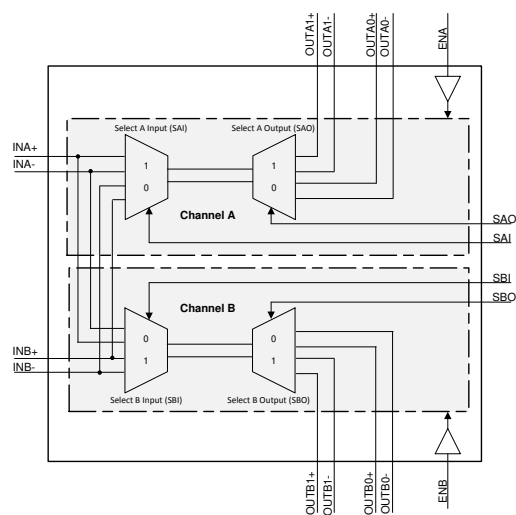 OUTA1+
OUTA1-
OUTA0+
OUTA0-
ENA
Select A Input (SAI)
Select A Output (SAO)
INA+
INA-
1
0
1
0
Channel A
SAO
SAI
SBI
SBO
Channel B
INB+
INB-
0
1
0
1
Select B Input (SBI)
Select B Output (SBO)
OUTB1+
OUTB1-
OUTB0+
OUTB0-
ENB